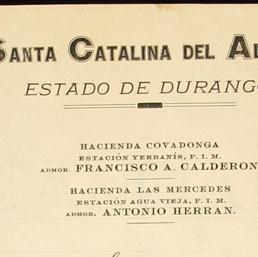 SANTA CATALINA DEL AL
ESTADO DE DURANGO
HACIENDA COVADONGA
ESTACIÓN YERBANÍS, F. I. M.
ADMOR. FRANCISCO A. CALDERON
HACIENDA LAS MERCEDES
ESTACIÓN AGUA VIEJA, F. I. M.
ADMOR. ANTONIO HERRAN.